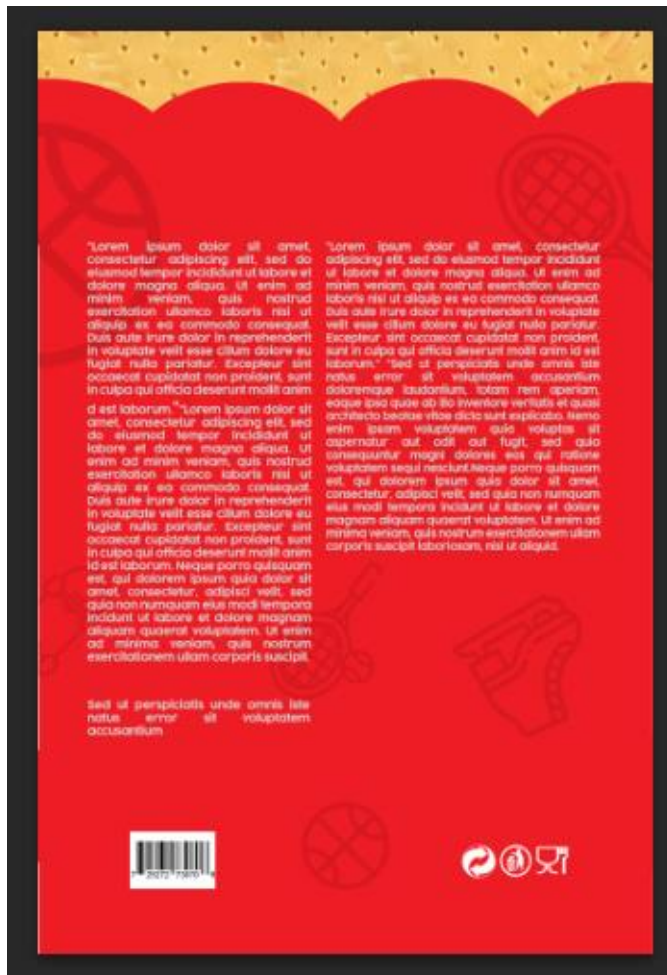 "Lorem ipsum dolor sit amet,
consectetur adipiscing elit, sed do
eiusmod tempor incididunt ut labore et
dolore magna aliqua. Ut enim ad
minim veniam, quis nostrud
exercitation ullamco laboris nisi ut
aliquip ex ea commodo consequat.
Duis aute irure dolor in reprehenderit
in voluptate velit esse cillum dolore eu
fugiat nulla pariatur. Excepteur sint
occaecat cupidatat non proident, sunt
in culpa qui officia deserunt mollit anim
d est laborum.""Lorem ipsum dolor sit
amet, consectetur adipiscing elit, sed
do eiusmod tempor incididunt ut
labore et dolore magna aliqua. Ut
enim ad minim veniam, quis nostrud
exercitation ullamco laboris nisi ut
aliquip ex ea commodo consequat.
Duis aute irure dolor in reprehenderit
in voluptate velit esse cillum dolore eu
fugiat nulla pariatur. Excepteur sint
occaecat cupidatat non proident, sunt
in culpa qui officia deserunt mollit anim
id est laborum. Neque porro quisquam
est, qui dolorem ipsum quia dolor sit
amet, consectetur, adipisci velit, sed
quia non numquam eius modi tempora
incidunt ut labore et dolore magnam
aliquam quaerat voluptatem. Ut enim
ad minima veniam, quis nostrum
exercitationem ullam corporis suscipit,
Sed ut perspiciatis unde omnis iste
natus error sit voluptatem
accusantium
"Lorem ipsum dolor sit amet, consectetur
adipiscing elit, sed do eiusmod tempor incididunt
ut labore et dolore magna aliqua. Ut enim ad
minim veniam, quis nostrud exercitation ullamco
laboris nisi ut aliquip ex ea commodo consequat.
Duis aute irure dolor in reprehenderit in voluptate
velit esse cillum dolore eu fugiat nulla pariatur.
Excepteur sint occaecat cupidatat non proident,
sunt in culpa qui officia deserunt mollit anim id est
laborum." "Sed ut perspiciatis unde omnis iste
natus error sit voluptatem accusantium
doloremque laudantium, totam rem aperiam,
eaque ipsa quae ab illo inventore veritatis et quasi
architecto beatae vitae dicta sunt explicabo. Nemo
enim ipsam voluptatem quia voluptas sit
aspernatur aut odit aut fugit, sed quia
consequuntur magni dolores eos qui ratione
voluptatem sequi nesciunt.Neque porro quisquam
est, qui dolorem ipsum quia dolor sit amet,
consectetur, adipisci velit, sed quia non numquam
eius modi tempora incidunt ut labore et dolore
magnam aliquam quaerat voluptatem. Ut enim ad
minima veniam, quis nostrum exercitationem ullam
corporis suscipit laboriosam, nisi ut aliquid.